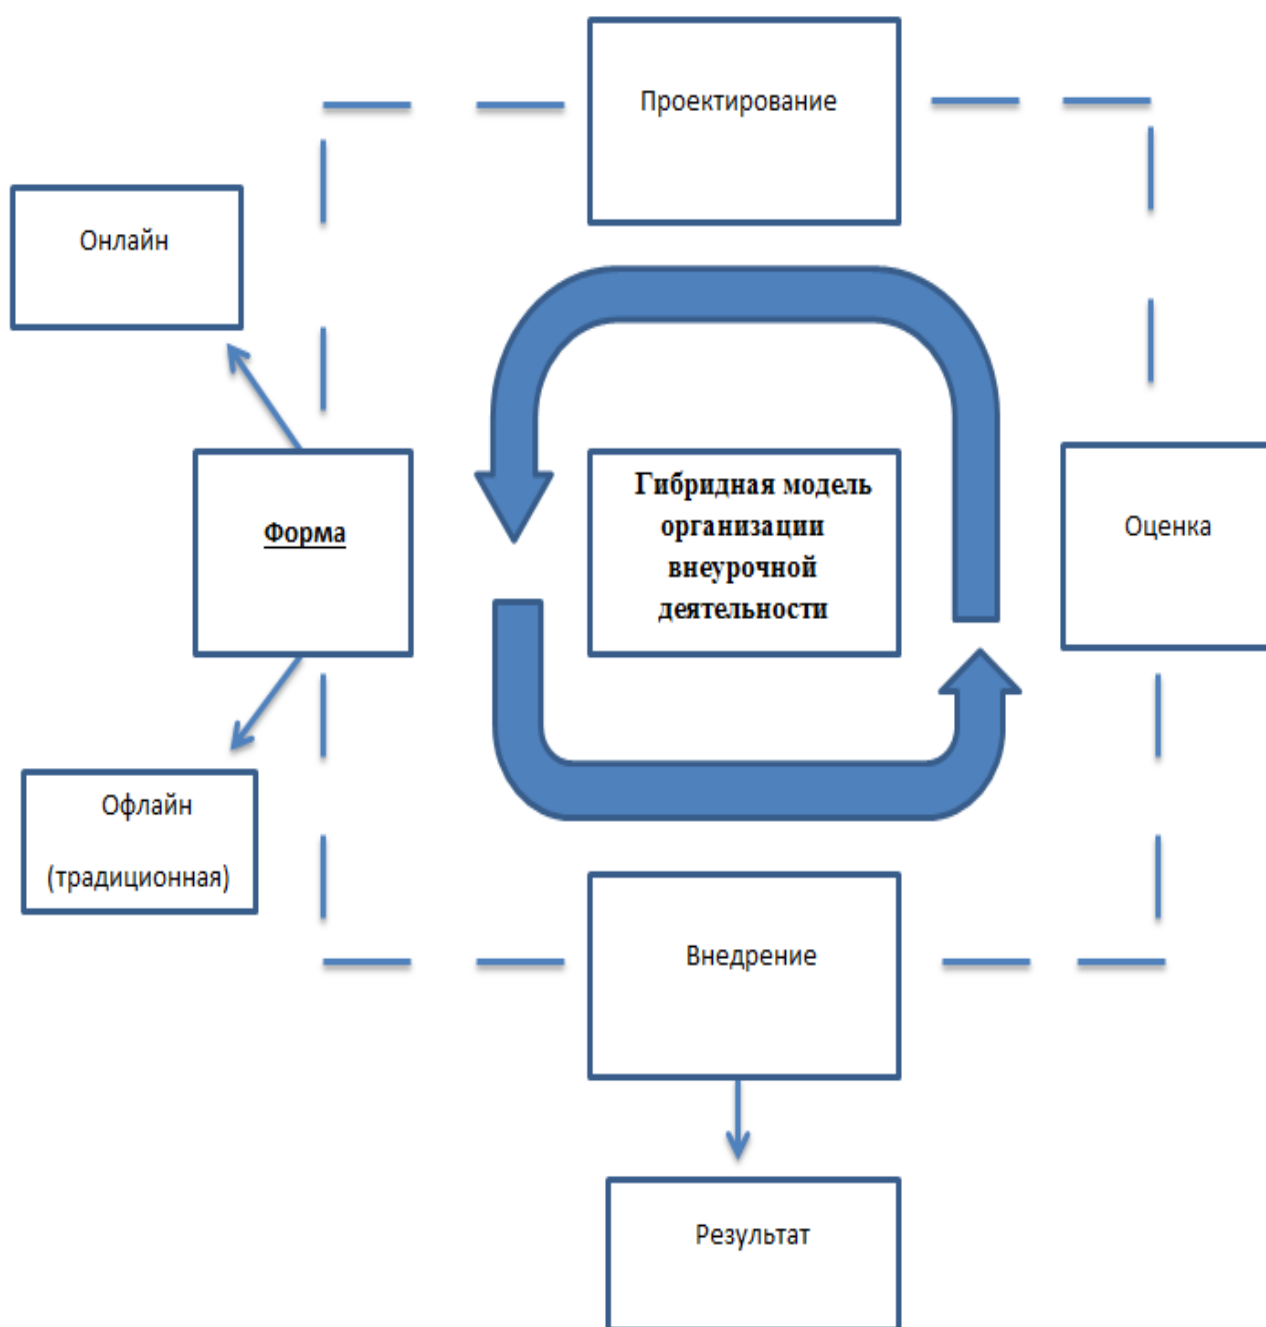 Проектирование
Онлайн
Форма
Гибридная модель
организации
внеурочной
деятельности
Оценка
Офлайн
(традиционная)
Внедрение
Результат